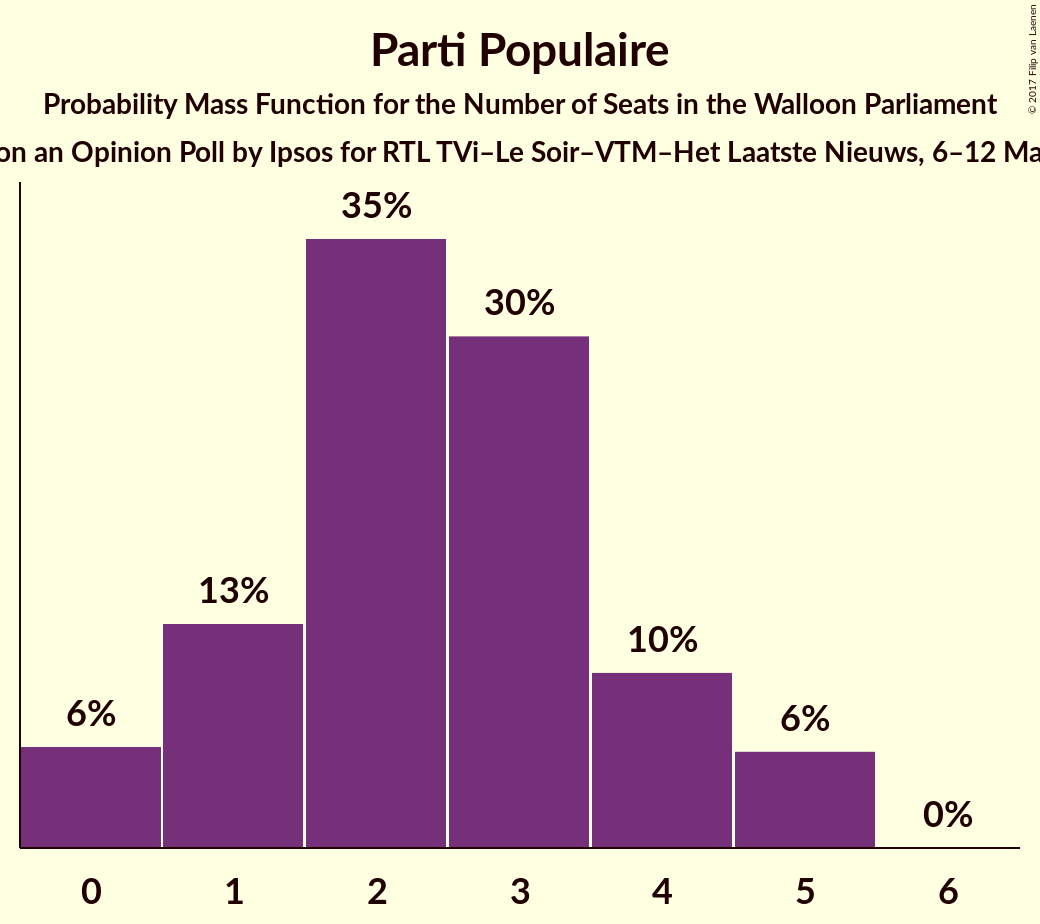 Parti Populaire
Probability Mass Function for the Number of Seats in the Walloon Parliament
on an Opinion Poll by Ipsos for RTL TVi–Le Soir–VTM–Het Laatste Nieuws, 6–12 Ma
© 2017 Filip van Laenen
35%
30%
13%
10%
6%
6%
0%
0 1 2 3 4 5 6